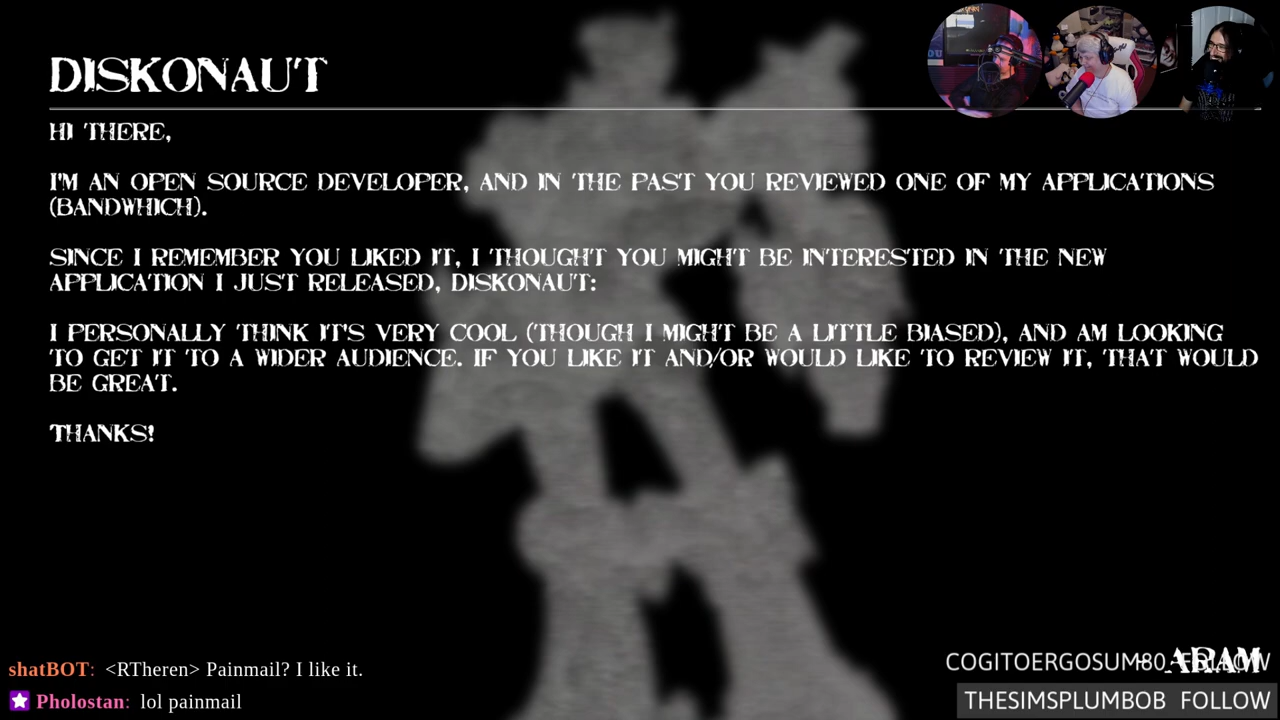 DISKONAUT
HI THERE,
I'M AN OPEN SOURCE DEVELOPER, AND IN THE PAST YOU REVIEWED ONE OF MY APPLICATIONS
(BANDWHICH).
SINCE I REMEMBER YOU LIKED IT, I THOUGHT YOU MIGHT BE INTERESTED IN THE NEW
APPLICATION I JUST RELEASED, DISKONAUT:
I PERSONALLY THINK IT'S VERY COOL (THOUGH I MIGHT BE A LITTLE BIASED), AND AM LOOKING
TO GET IT TO A WIDER AUDIENCE. IF YOU LIKE IT AND/OR WOULD LIKE TO REVIEW IT, THAT WOULD
BE GREAT.
THANKS!
- ARAM
shatBOT: <RTheren> Painmail? I like it.
Pholostan: lol painmail
COGITOERGOSUM80 FOLLOW
THESIMSPLUMBOB FOLLOW